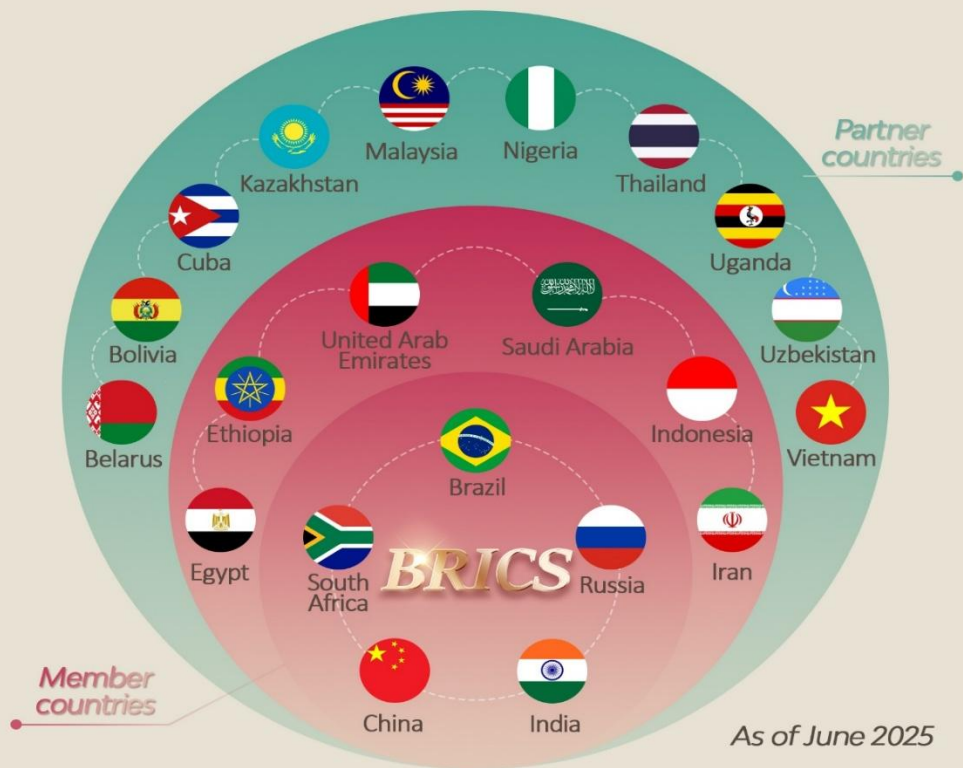 Malaysia
Nigeria
Partner
countries
Kazakhstan
Thailand
Cuba
Uganda
United Arab
Emirates
Saudi Arabia
Bolivia
Uzbekistan
Ethiopia
Indonesia
Belarus
Vietnam
Brazil
BRICS
Egypt
South
Africa
Russia
Iran
Member
countries
China
India
As of June 2025